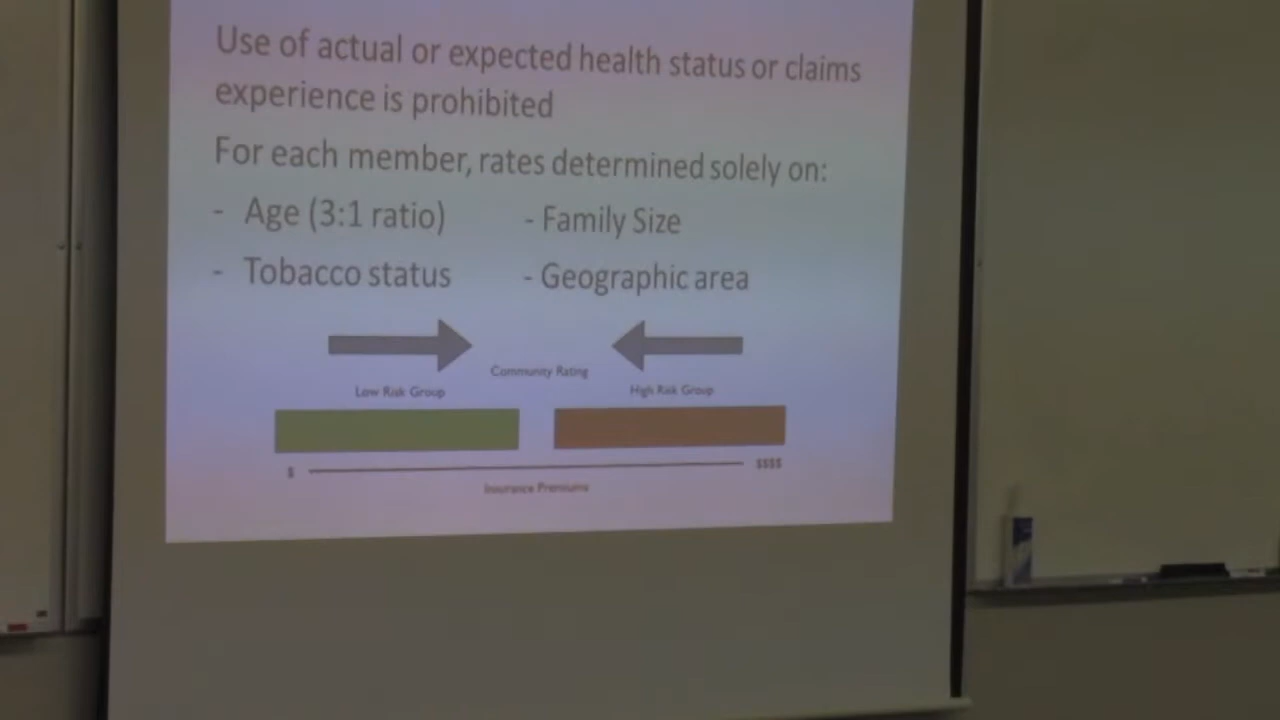 Use of actual or expected health status or claims
experience is prohibited
For each member, rates determined solely on:
- Age (3:1 ratio)
- Family Size
- Tobacco status
- Geographic area
Community Rating
Low Risk Group
High Risk Group
$
$$$$
Insurance Premiums